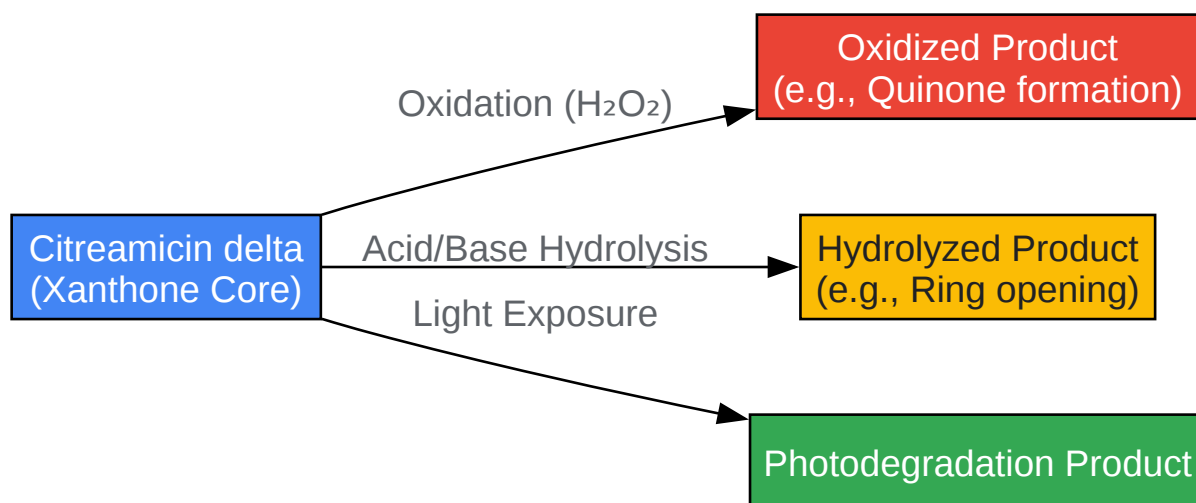 Oxidized Product
(e.g., Quinone formation)
Oxidation (H₂O₂)
Citreamicin delta
(Xanthone Core)
Acid/Base Hydrolysis
Hydrolyzed Product
(e.g., Ring opening)
Light Exposure
Photodegradation Product